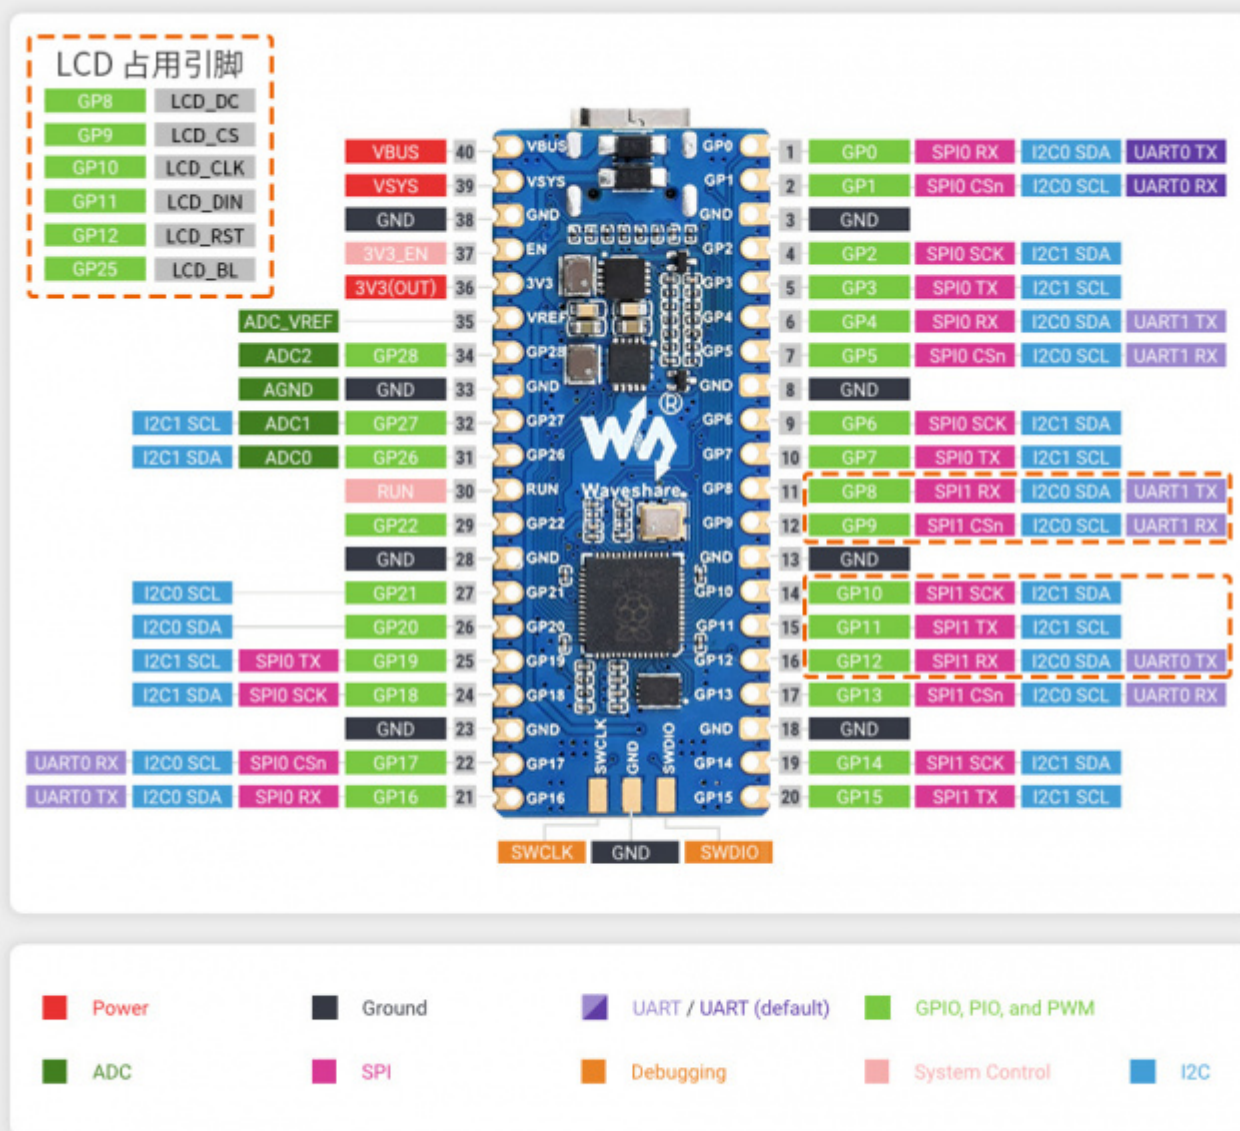 LCD 占用引脚
GP8 LCD_DC
GP9 LCD_CS
GP10 LCD_CLK
GP11 LCD_DIN
GP12 LCD_RST
GP25 LCD_BL
VBUS 40 VBUS GP0 1 GP0 SPI0 RX I2C0 SDA UART0 TX
VSYS 39 VSYS GP1 2 GP1 SPI0 CSn I2C0 SCL UART0 RX
GND 38 GND GND 3 GND
3V3_EN 37 EN GP2 4 GP2 SPI0 SCK I2C1 SDA
3V3(OUT) 36 3V3 GP3 5 GP3 SPI0 TX I2C1 SCL
ADC_VREF 35 VREF GP4 6 GP4 SPI0 RX I2C0 SDA UART1 TX
ADC2 GP28 34 GP28 GP5 7 GP5 SPI0 CSn I2C0 SCL UART1 RX
AGND GND 33 GND GND 8 GND
®
I2C1 SCL ADC1 GP27 32 GP27 GP6 9 GP6 SPI0 SCK I2C1 SDA
I2C1 SDA ADC0 GP26 31 GP26 GP7 10 GP7 SPI0 TX I2C1 SCL
RUN 30 RUN Waveshare GP8 11 GP8 SPI1 RX I2C0 SDA UART1 TX
GP22 29 GP22 GP9 12 GP9 SPI1 CSn I2C0 SCL UART1 RX
GND 28 GND GND 13 GND
I2C0 SCL GP21 27 GP21 GP10 14 GP10 SPI1 SCK I2C1 SDA
I2C0 SDA GP20 26 GP20 GP11 15 GP11 SPI1 TX I2C1 SCL
I2C1 SCL SPI0 TX GP19 25 GP19 GP12 16 GP12 SPI1 RX I2C0 SDA UART0 TX
I2C1 SDA SPI0 SCK GP18 24 GP18 GP13 17 GP13 SPI1 CSn I2C0 SCL UART0 RX
GND 23 GND SWCLK GND SWDIO GND 18 GND
UART0 RX I2C0 SCL SPI0 CSn GP17 22 GP17 GP14 19 GP14 SPI1 SCK I2C1 SDA
UART0 TX I2C0 SDA SPI0 RX GP16 21 GP16 GP15 20 GP15 SPI1 TX I2C1 SCL
SWCLK GND SWDIO
Power Ground UART / UART (default) GPIO, PIO, and PWM
ADC SPI Debugging System Control I2C